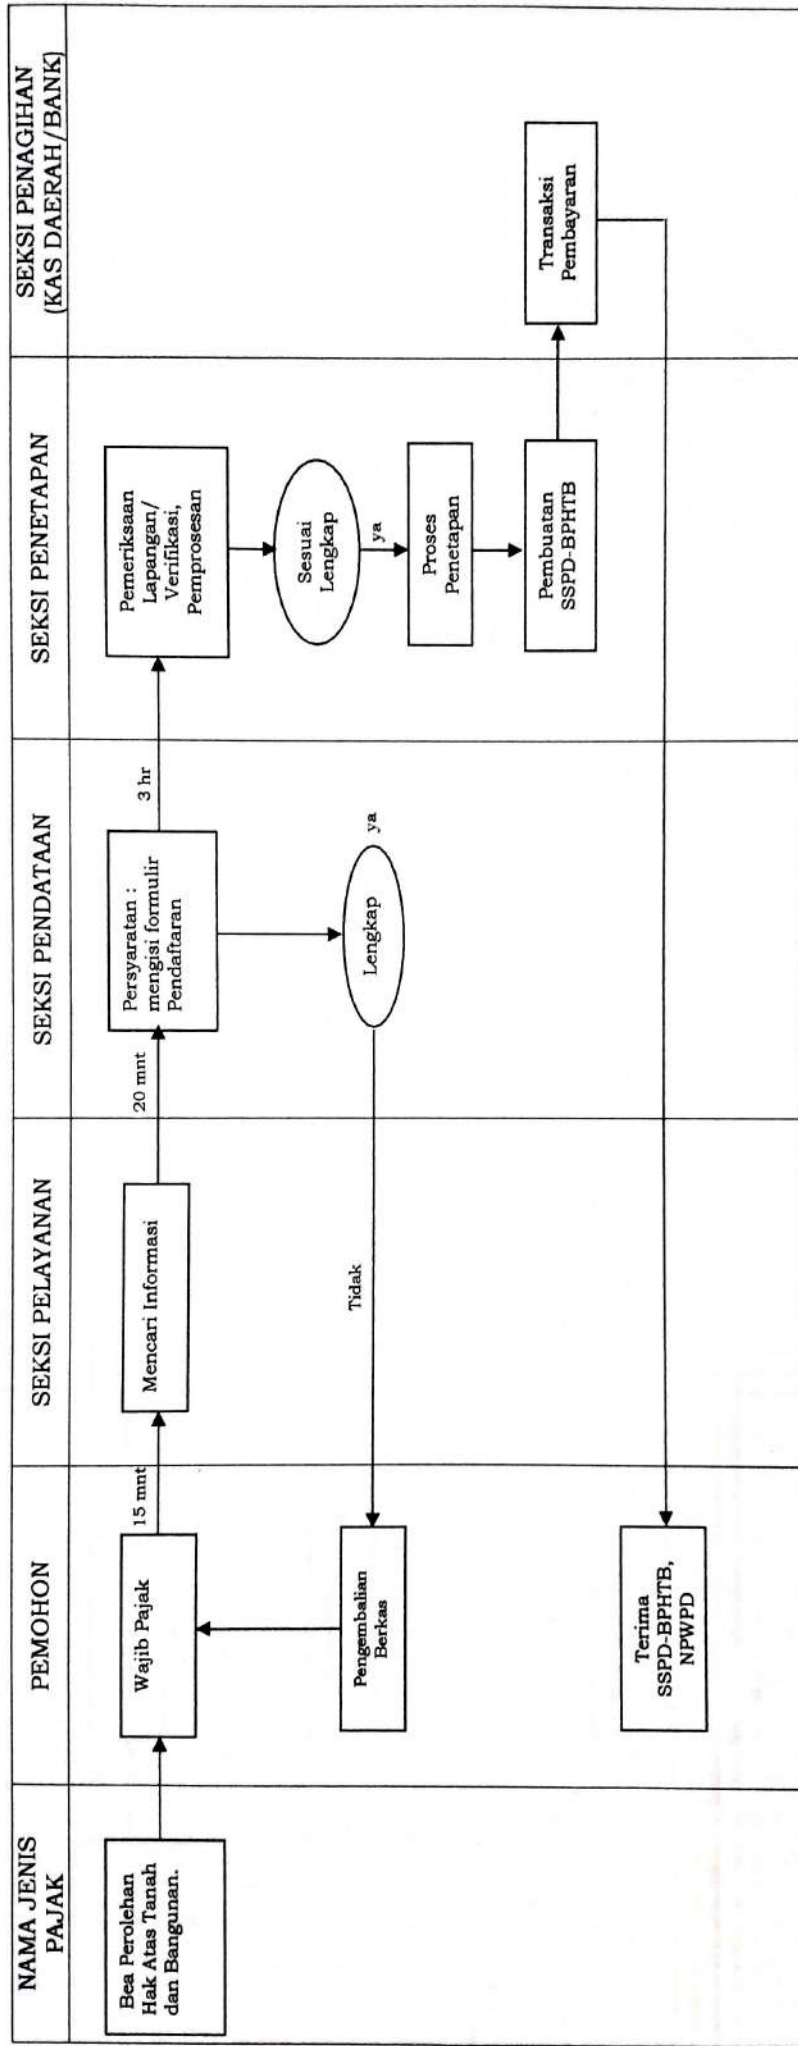 NAMA JENIS
PAJAK
PEMOHON
SEKSI PELAYANAN
SEKSI PENDATAAN
SEKSI PENETAPAN
SEKSI PENAGIHAN
(KAS DAERAH/BANK)
Bea Perolehan
Hak Atas Tanah
dan Bangunan.
Wajib Pajak
15 mnt
Mencari Informasi
20 mnt
Persyaratan :
mengisi formulir
Pendaftaran
3 hr
Pemeriksaan
Lapangan/
Verifikasi,
Pemprosesan
Sesuai
Lengkap
ya
Pengembalian
Berkas
Tidak
Lengkap
ya
Proses
Penetapan
Pembuatan
SSPD-BPHTB
Transaksi
Pembayaran
Terima
SSPD-BPHTB,
NPWPD